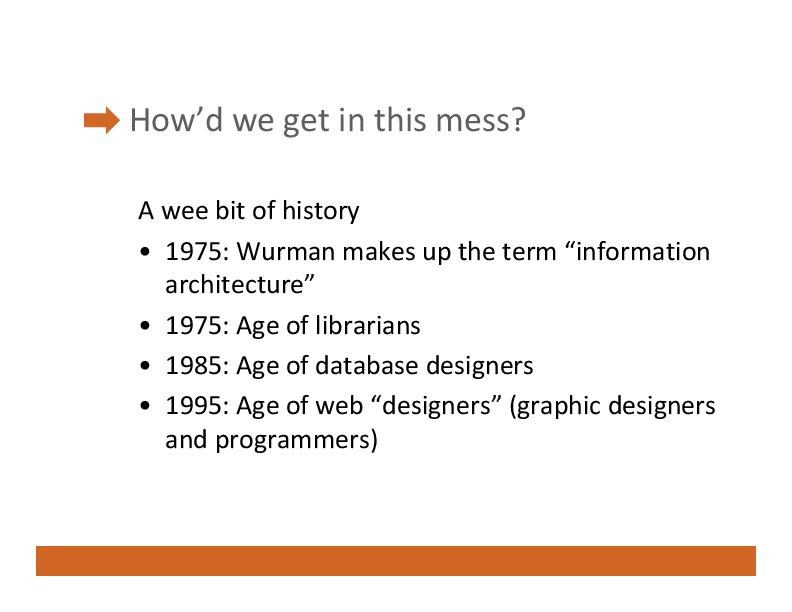 How’d we get in this mess?
A wee bit of history
• 1975: Wurman makes up the term “information
architecture”
• 1975: Age of librarians
• 1985: Age of database designers
• 1995: Age of web “designers” (graphic designers
and programmers)